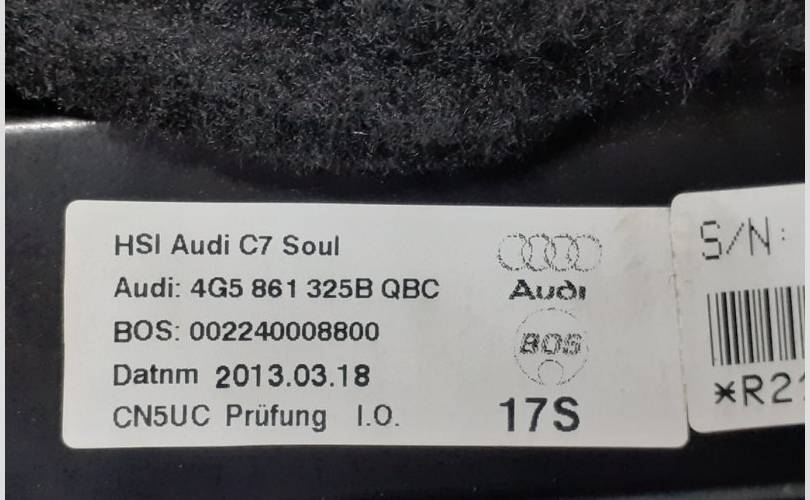 HSI Audi C7 Soul
Audi: 4G5 861 325B QBC
BOS: 002240008800
Datnm 2013.03.18
CN5UC Prüfung I.O.
Audi
BOS
17S
S/N: